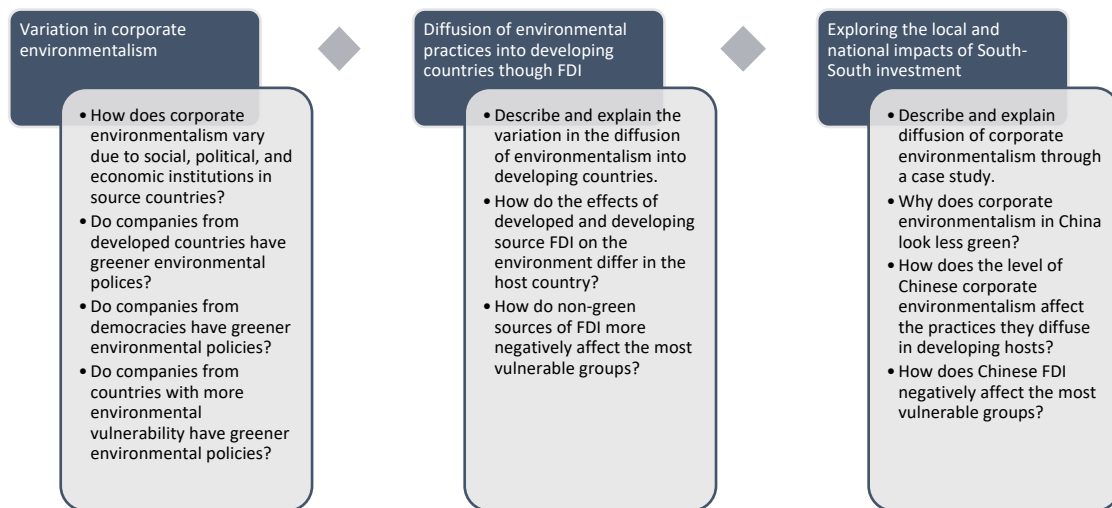 Variation in corporate
environmentalism
• How does corporate
environmentalism vary
due to social, political, and
economic institutions in
source countries?
• Do companies from
developed countries have
greener environmental
polices?
• Do companies from
democracies have greener
environmental policies?
• Do companies from
countries with more
environmental
vulnerability have greener
environmental policies?
Diffusion of environmental
practices into developing
countries though FDI
• Describe and explain the
variation in the diffusion
of environmentalism into
developing countries.
• How do the effects of
developed and developing
source FDI on the
environment differ in the
host country?
• How do non-green
sources of FDI more
negatively affect the most
vulnerable groups?
Exploring the local and
national impacts of South-
South investment
• Describe and explain
diffusion of corporate
environmentalism through
a case study.
• Why does corporate
environmentalism in China
look less green?
• How does the level of
Chinese corporate
environmentalism affect
the practices they diffuse
in developing hosts?
• How does Chinese FDI
negatively affect the most
vulnerable groups?